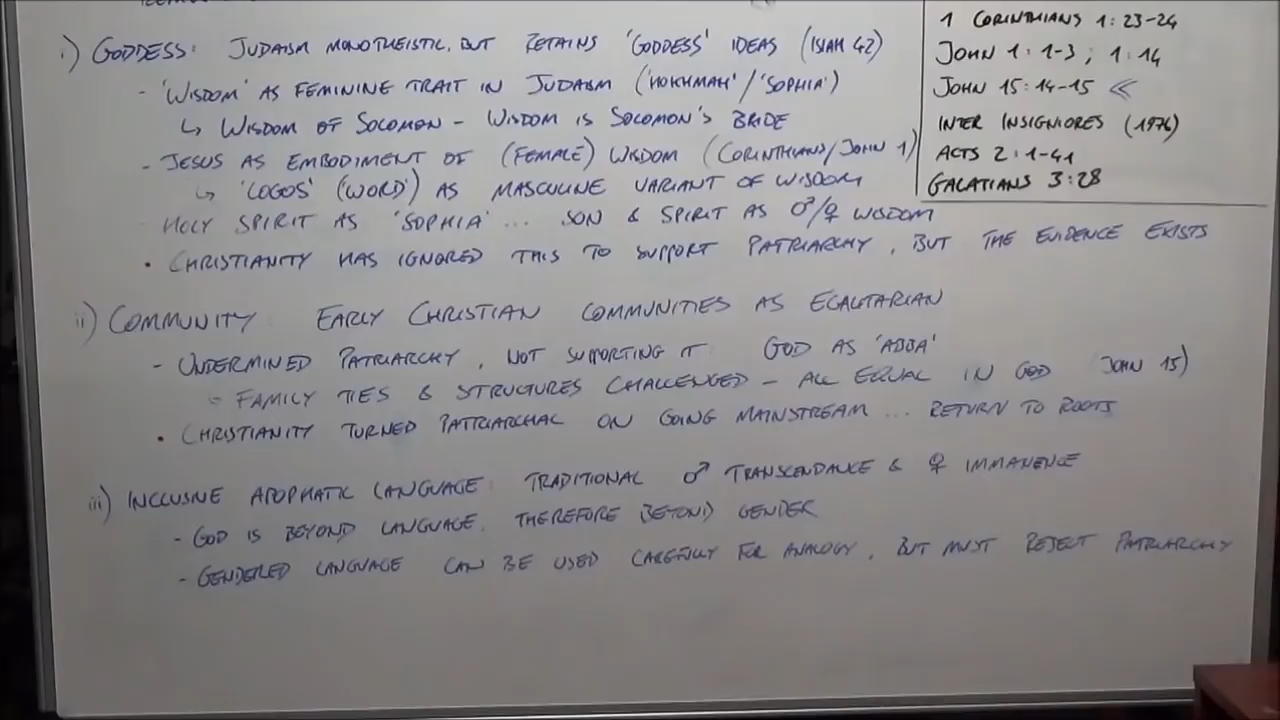 i) GODDESS: JUDAISM MONOTHEISTIC, BUT RETAINS 'GODDESS' IDEAS (ISIAH 42)
- 'WISDOM' AS FEMININE TRAIT IN JUDAISM ('HOKHMAH'/'SOPHIA')
↳ WISDOM OF SOLOMON - WISDOM IS SOLOMON'S BRIDE
- JESUS AS EMBODIMENT OF (FEMALE) WISDOM (CORINTHIANS/JOHN 1)
↳ 'LOGOS' ('WORD') AS MASCULINE VARIANT OF WISDOM
HOLY SPIRIT AS 'SOPHIA' ... SON & SPIRIT AS ♂/♀ WISDOM
• CHRISTIANITY HAS IGNORED THIS TO SUPPORT PATRIARCHY, BUT THE EVIDENCE EXISTS
ii) COMMUNITY EARLY CHRISTIAN COMMUNITIES AS EGALITARIAN
- UNDERMINED PATRIARCHY, NOT SUPPORTING IT GOD AS 'ABBA'
FAMILY TIES & STRUCTURES CHALLENGED - ALL EQUAL IN GOD JOHN 15)
• CHRISTIANITY TURNED PATRIARCHAL ON GOING MAINSTREAM ... RETURN TO ROOTS
iii) INCLUSIVE APOPHATIC LANGUAGE: TRADITIONAL ♂ TRANSCENDANCE & ♀ IMMANENCE
- GOD IS BEYOND LANGUAGE, THEREFORE BEYOND GENDER
- GENDERED LANGUAGE CAN BE USED CAREFULLY FOR ANALOGY, BUT MUST REJECT PATRIARCHY
1 CORINTHIANS 1:23-24
JOHN 1:1-3; 1:14
JOHN 15:14-15 <<
INTER INSIGNIORES (1976)
ACTS 2:1-41
GALATIANS 3:28